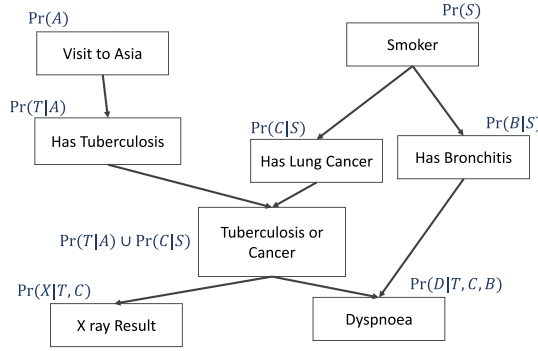 Pr(A)
Pr(S)
Visit to Asia
Smoker
Pr(T|A)
Pr(C|S)
Pr(B|S)
Has Tuberculosis
Has Lung Cancer
Has Bronchitis
Pr(T|A) ∪ Pr(C|S)
Tuberculosis or
Cancer
Pr(X|T, C)
Pr(D|T, C, B)
X ray Result
Dyspnoea